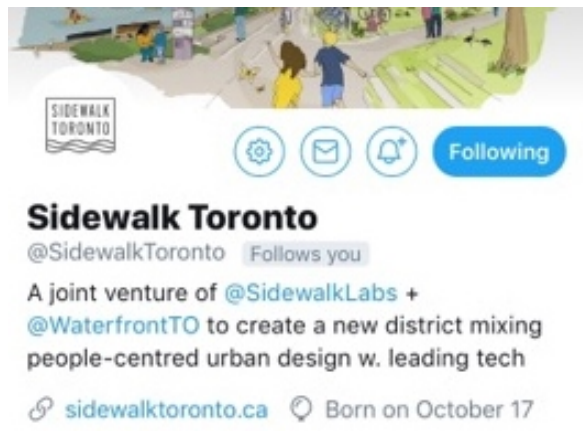 SIDEWALK
TORONTO
Following
Sidewalk Toronto
@SidewalkToronto Follows you
A joint venture of @SidewalkLabs +
@WaterfrontTO to create a new district mixing
people-centred urban design w. leading tech
sidewalktoronto.ca Born on October 17